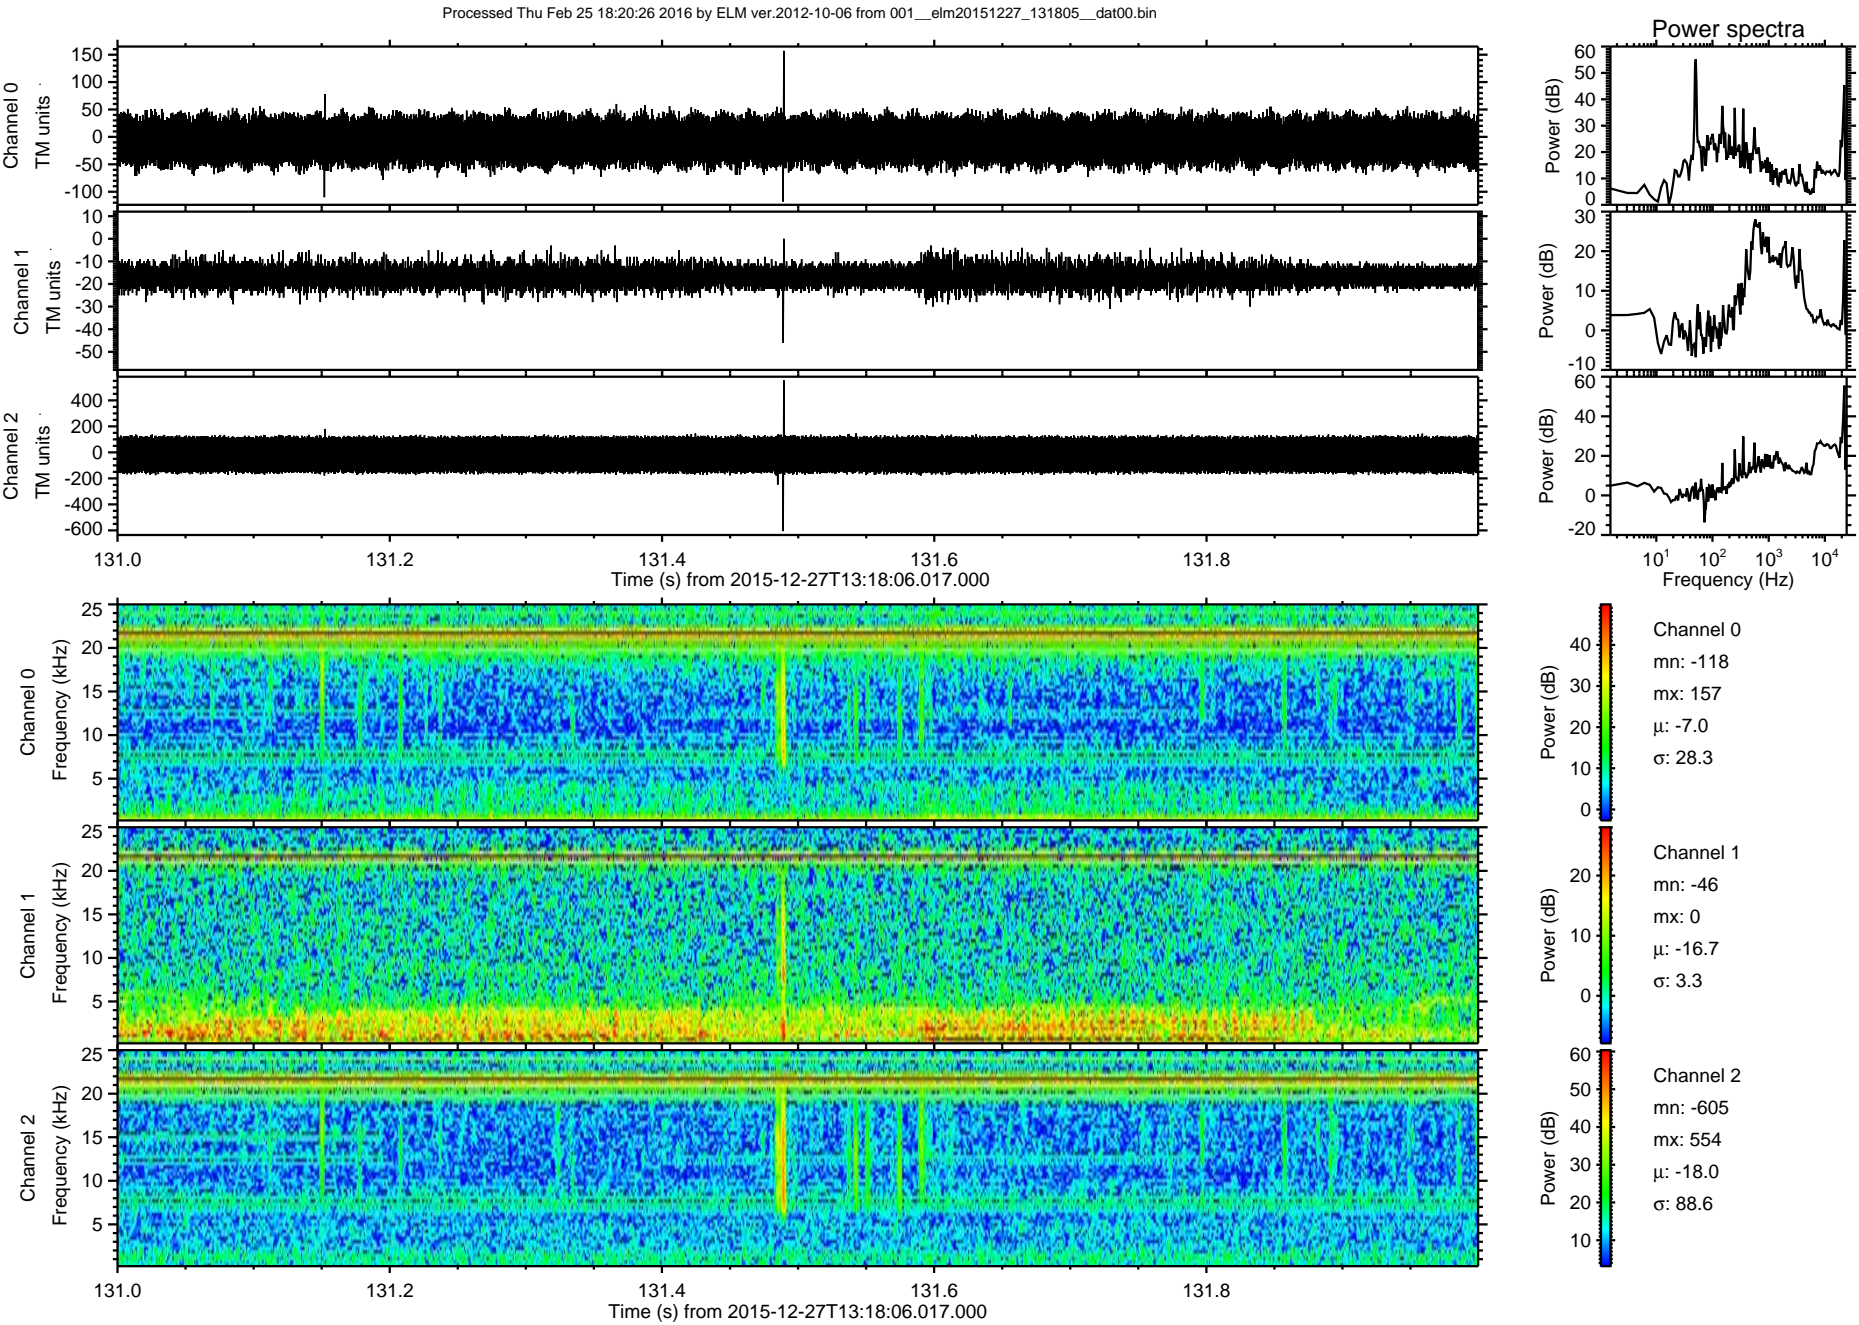 Processed Thu Feb 25 18:20:26 2016 by ELM ver.2012-10-06 from 001__elm20151227_131805__dat00.bin
Power spectra
Channel 0
TM units
150
100
50
0
-50
-100
Power (dB)
60
50
40
30
20
10
0
Channel 1
TM units
10
0
-10
-20
-30
-40
-50
Power (dB)
30
20
10
0
-10
Channel 2
TM units
400
200
0
-200
-400
-600
Power (dB)
60
40
20
0
-20
131.0 131.2 131.4 131.6 131.8
Time (s) from 2015-12-27T13:18:06.017.000
10¹ 10² 10³ 10⁴
Frequency (Hz)
Channel 0
Frequency (kHz)
25
20
15
10
5
Power (dB)
40
30
20
10
0
Channel 0
mn: -118
mx: 157
µ: -7.0
σ: 28.3
Channel 1
Frequency (kHz)
25
20
15
10
5
Power (dB)
20
10
0
Channel 1
mn: -46
mx: 0
µ: -16.7
σ: 3.3
Channel 2
Frequency (kHz)
25
20
15
10
5
Power (dB)
60
50
40
30
20
10
Channel 2
mn: -605
mx: 554
µ: -18.0
σ: 88.6
131.0 131.2 131.4 131.6 131.8
Time (s) from 2015-12-27T13:18:06.017.000